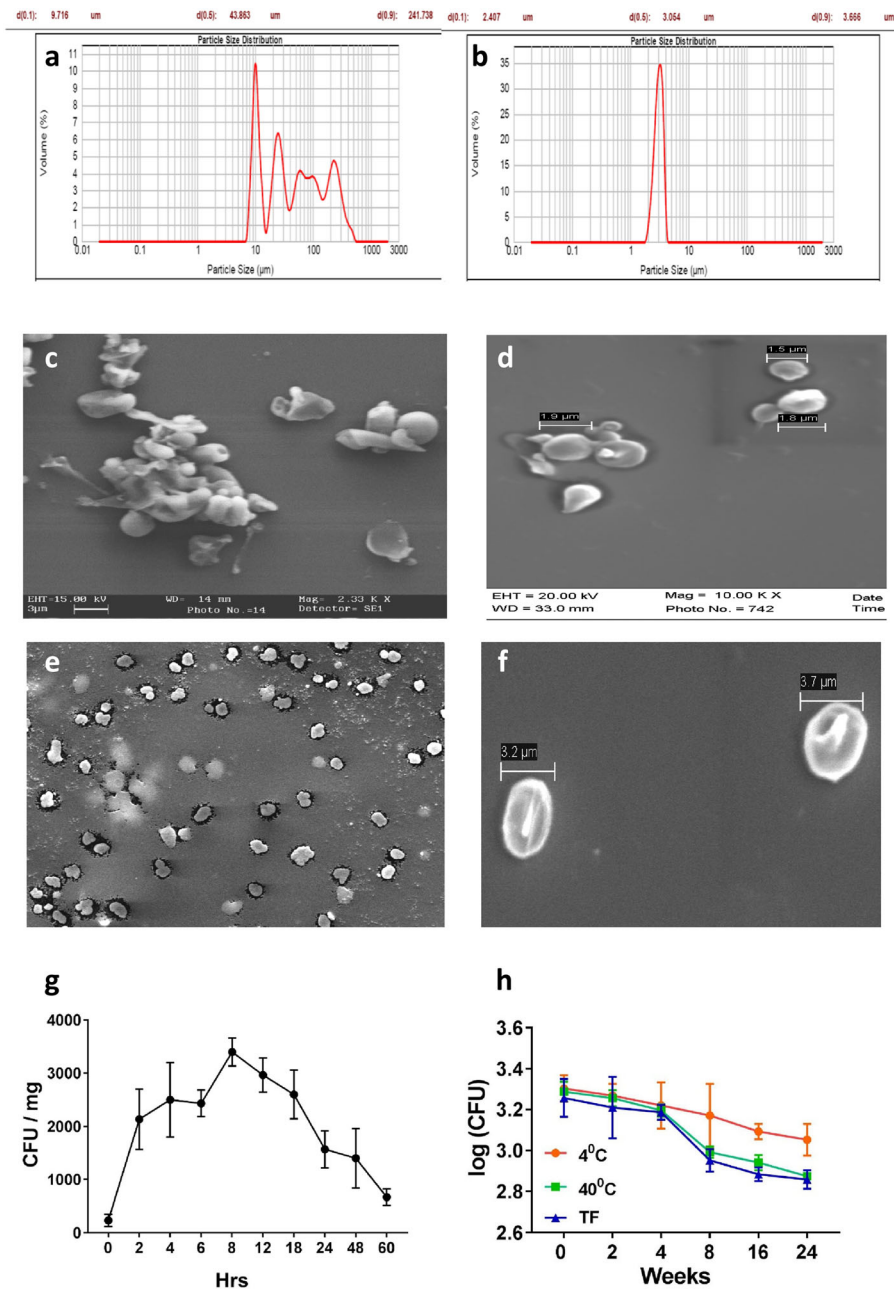 d(0.1): 9.716 um d(0.5): 43.863 um d(0.9): 241.738
d(0.1): 2.407 um d(0.5): 3.054 um d(0.9): 3.666 um
Particle Size Distribution
a
11
10
9
8
7
6
5
4
3
2
1
0
Volume (%)
0.01 0.1 1 10 100 1000 3000
Particle Size (µm)
Particle Size Distribution
b
35
30
25
20
15
10
5
0
Volume (%)
0.01 0.1 1 10 100 1000 3000
Particle Size (µm)
c
EHT=15.00 kV WD= 14 mm Mag= 2.33 K X
3µm Photo No.=14 Detector= SE1
d
1.5 µm
1.9 µm
1.8 µm
EHT = 20.00 kV Mag = 10.00 K X Date
WD = 33.0 mm Photo No. = 742 Time
e
f
3.7 µm
3.2 µm
g
4000
3000
2000
1000
0
CFU / mg
0 2 4 6 8 12 18 24 48 60
Hrs
h
3.6
3.4
3.2
3.0
2.8
2.6
log (CFU)
4⁰C
40⁰C
TF
0 2 4 8 16 24
Weeks